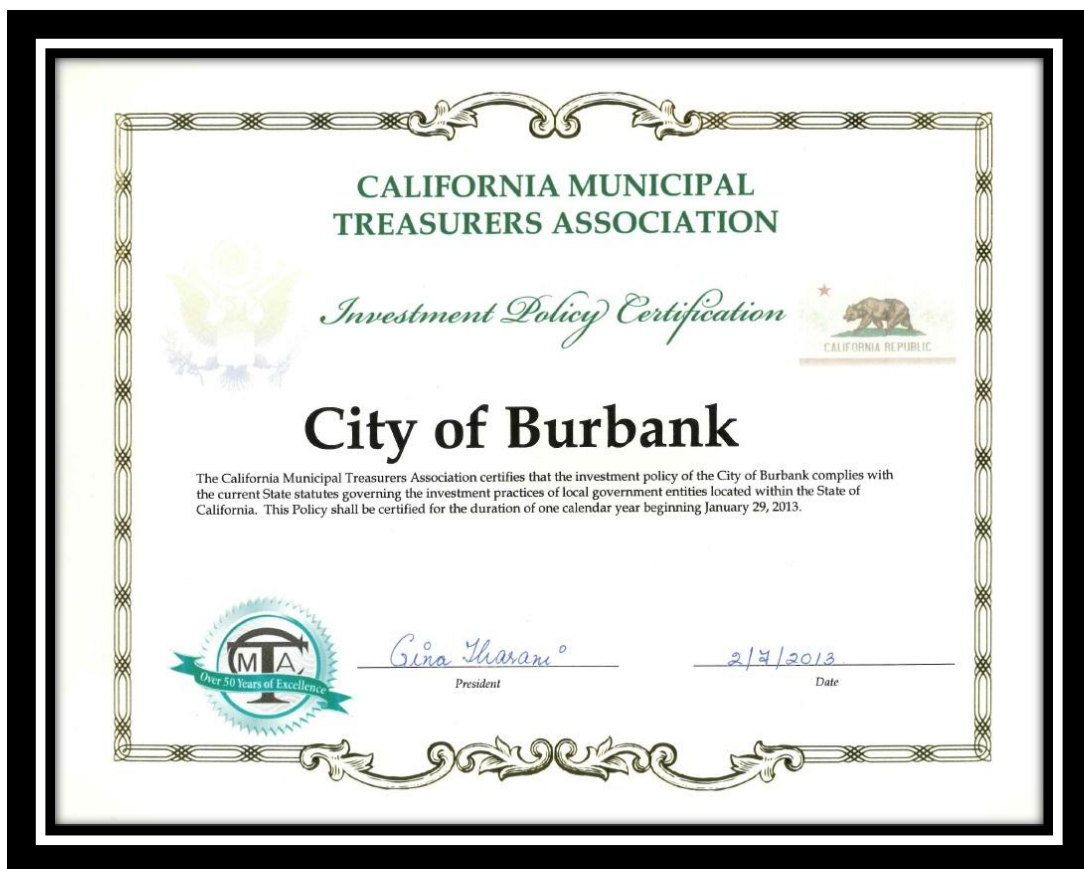 CALIFORNIA MUNICIPAL
TREASURERS ASSOCIATION
Investment Policy Certification
CALIFORNIA REPUBLIC
City of Burbank
The California Municipal Treasurers Association certifies that the investment policy of the City of Burbank complies with
the current State statutes governing the investment practices of local government entities located within the State of
California. This Policy shall be certified for the duration of one calendar year beginning January 29, 2013.
CMTA
Over 50 Years of Excellence
Gina Tharani
President
2/7/2013
Date